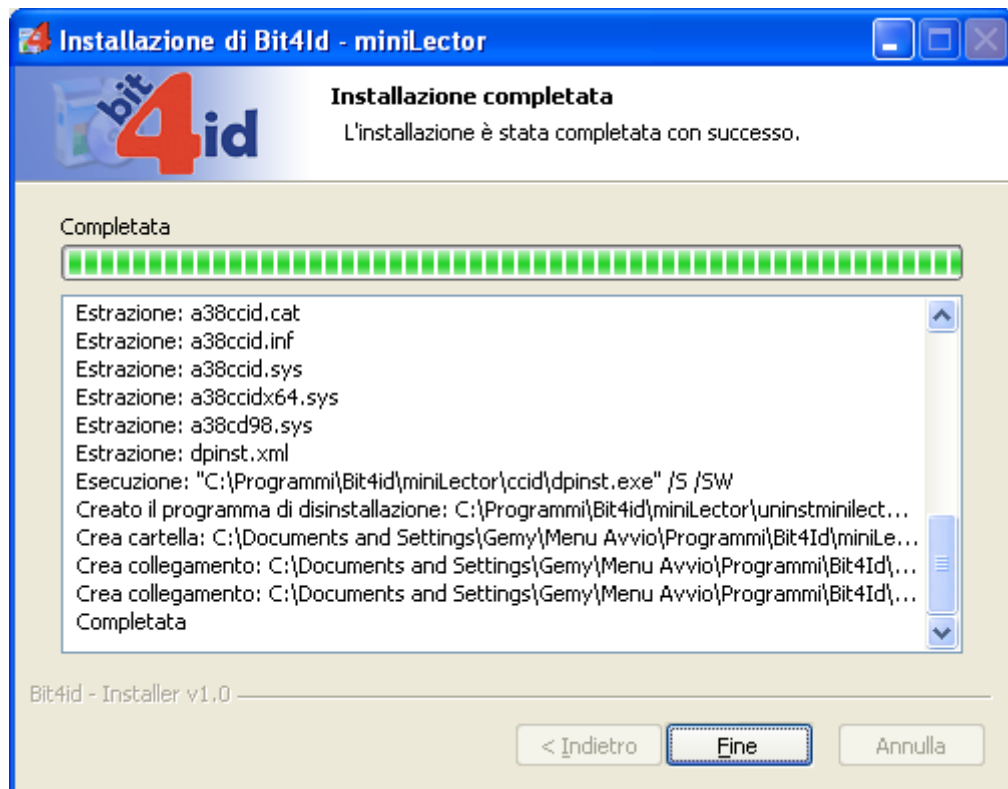 Installazione di Bit4Id - miniLector
bit4id
Installazione completata
L'installazione è stata completata con successo.
Completata
Estrazione: a38ccid.cat
Estrazione: a38ccid.inf
Estrazione: a38ccid.sys
Estrazione: a38ccidx64.sys
Estrazione: a38cd98.sys
Estrazione: dpinst.xml
Esecuzione: "C:\Programmi\Bit4id\miniLector\ccid\dpinst.exe" /S /SW
Creato il programma di disinstallazione: C:\Programmi\Bit4id\miniLector\uninstminilect...
Crea cartella: C:\Documents and Settings\Gemy\Menu Avvio\Programmi\Bit4Id\miniLe...
Crea collegamento: C:\Documents and Settings\Gemy\Menu Avvio\Programmi\Bit4Id\...
Crea collegamento: C:\Documents and Settings\Gemy\Menu Avvio\Programmi\Bit4Id\...
Completata
Bit4id - Installer v1.0
< Indietro
Fine
Annulla